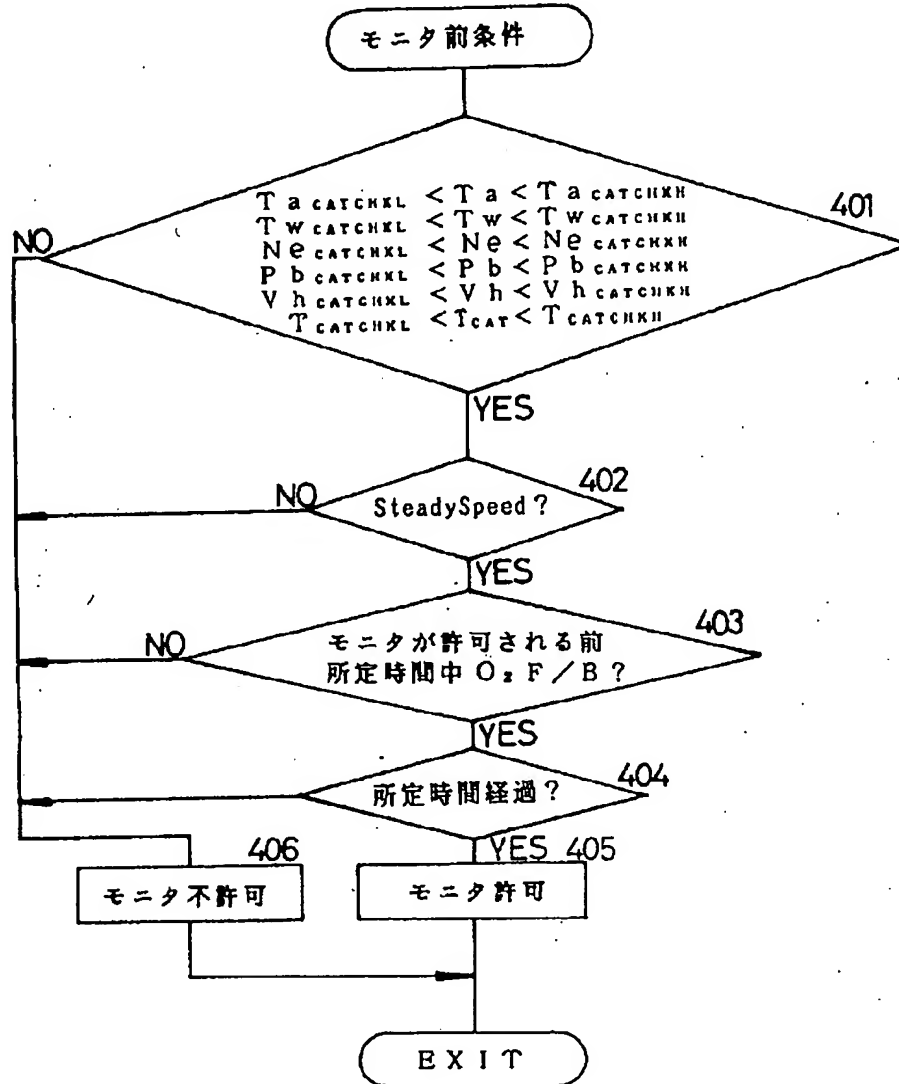 モニタ前条件
Ta CATCHKL < Ta < Ta CATCHKH
401
Tw CATCHKL < Tw < Tw CATCHKH
NO
Ne CATCHKL < Ne < Ne CATCHKH
Pb CATCHKL < Pb < Pb CATCHKH
Vh CATCHKL < Vh < Vh CATCHKH
T CATCHKL < TCAT < T CATCHKH
YES
402
NO
SteadySpeed?
YES
403
NO
モニタが許可される前
所定時間中O₂F/B?
YES
404
所定時間経過?
406
YES 405
モニタ不許可
モニタ許可
EXIT